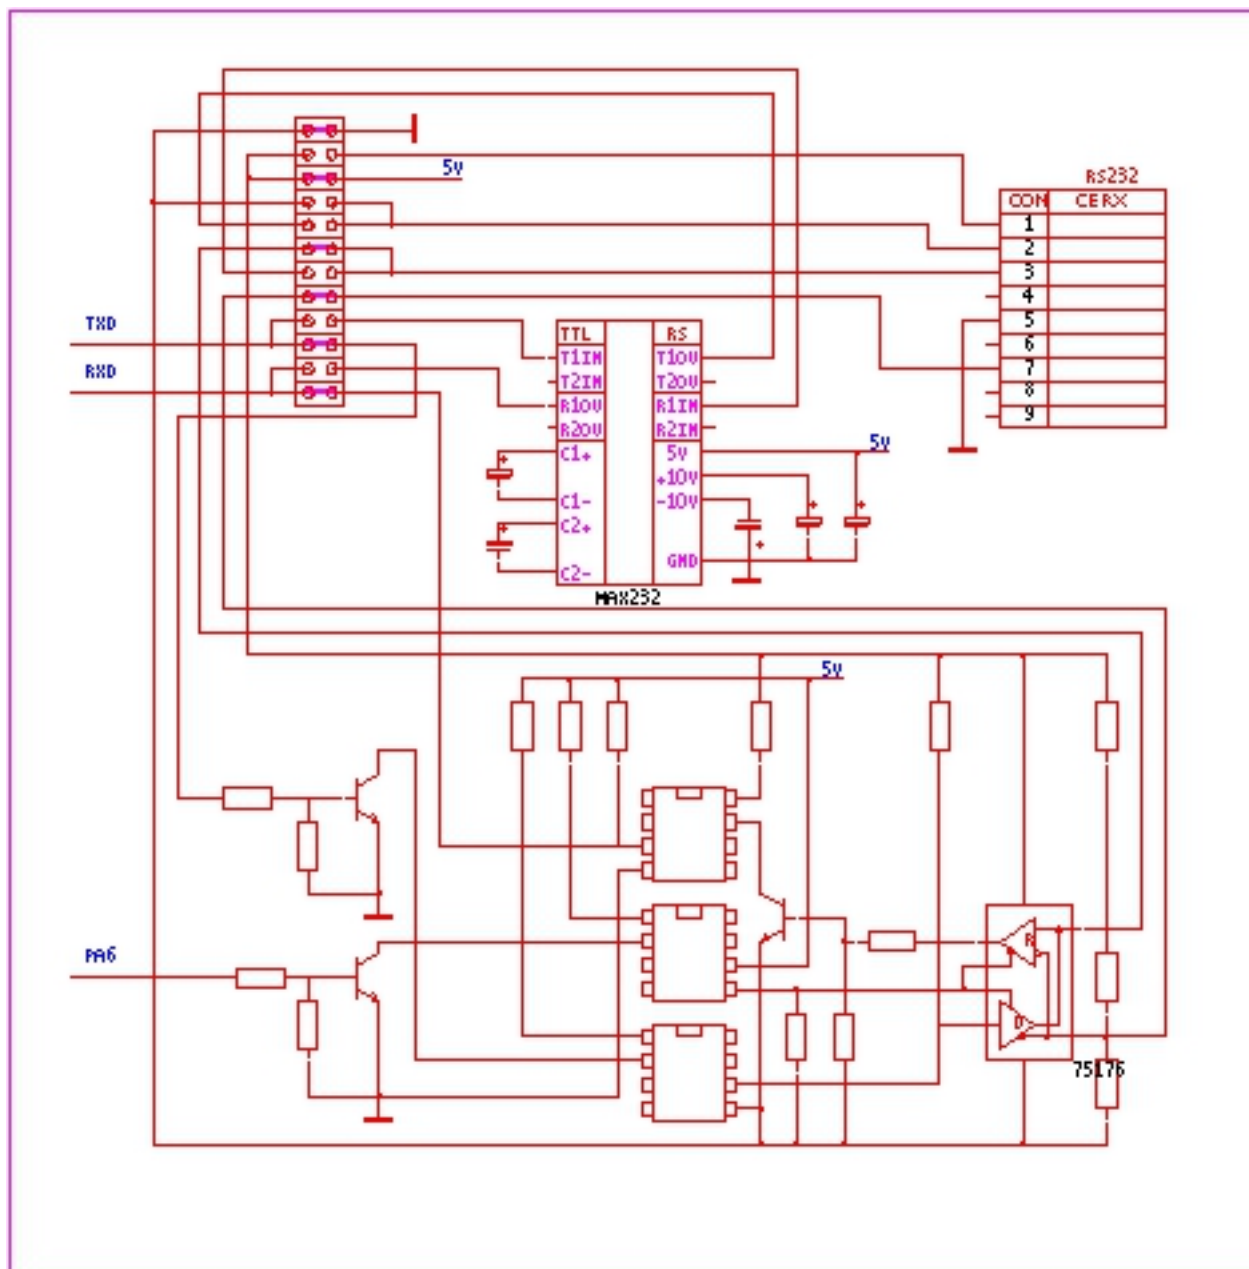 5V
RS232
CON CERX
1
2
3
4
5
6
7
8
9
TXD
RXD
TTL RS
T1IN T1OU
T2IN T2OU
R1OU R1IN
R2OU R2IN
C1+ 5V
+10V
C1- -10V
C2+
GND
C2-
MAX232
5V
+
+
+
+
+
5V
PA6
R
D
75176